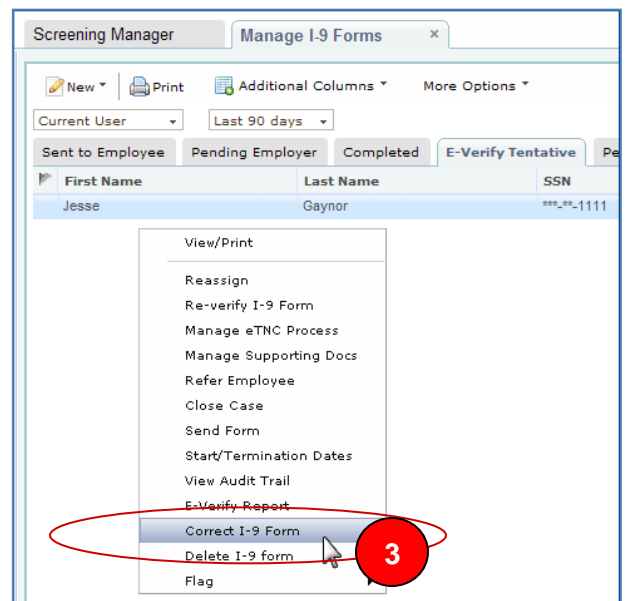 Screening Manager Manage I-9 Forms ×
New Print Additional Columns More Options
Current User Last 90 days
Sent to Employee Pending Employer Completed E-Verify Tentative Pe
First Name Last Name SSN
Jesse Gaynor ***-**-1111
View/Print
Reassign
Re-verify I-9 Form
Manage eTNC Process
Manage Supporting Docs
Refer Employee
Close Case
Send Form
Start/Termination Dates
View Audit Trail
E-Verify Report
Correct I-9 Form
Delete I-9 form
3
Flag